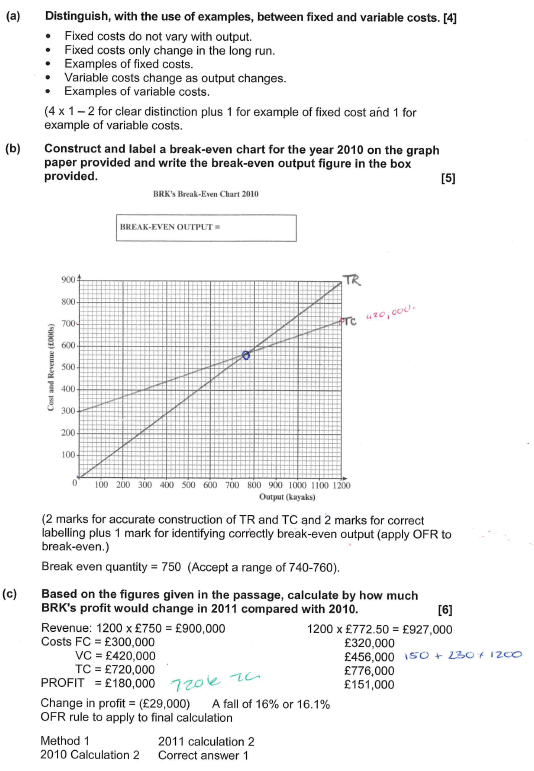 (a) Distinguish, with the use of examples, between fixed and variable costs. [4]
• Fixed costs do not vary with output.
• Fixed costs only change in the long run.
• Examples of fixed costs.
• Variable costs change as output changes.
• Examples of variable costs.
(4 x 1 – 2 for clear distinction plus 1 for example of fixed cost and 1 for
example of variable costs.
(b) Construct and label a break-even chart for the year 2010 on the graph
paper provided and write the break-even output figure in the box
provided. [5]
BRK's Break-Even Chart 2010
BREAK-EVEN OUTPUT =
900
800
700
600
500
400
300
200
100
0
Cost and Revenue (£000s)
TR
TC 420,000.
100 200 300 400 500 600 700 800 900 1000 1100 1200
Output (kayaks)
(2 marks for accurate construction of TR and TC and 2 marks for correct
labelling plus 1 mark for identifying correctly break-even output (apply OFR to
break-even.)
Break even quantity = 750 (Accept a range of 740-760).
(c) Based on the figures given in the passage, calculate by how much
BRK's profit would change in 2011 compared with 2010. [6]
Revenue: 1200 x £750 = £900,000 1200 x £772.50 = £927,000
Costs FC = £300,000 £320,000
VC = £420,000 £456,000 150 + 230 x 1200
TC = £720,000 £776,000
PROFIT = £180,000 720k TC £151,000
Change in profit = (£29,000) A fall of 16% or 16.1%
OFR rule to apply to final calculation
Method 1 2011 calculation 2
2010 Calculation 2 Correct answer 1